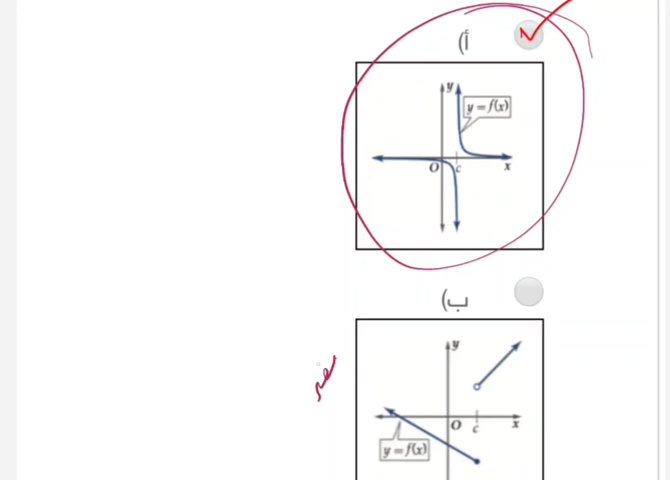 أ)
y
y = f(x)
O c x
ب)
y
O c x
y = f(x)